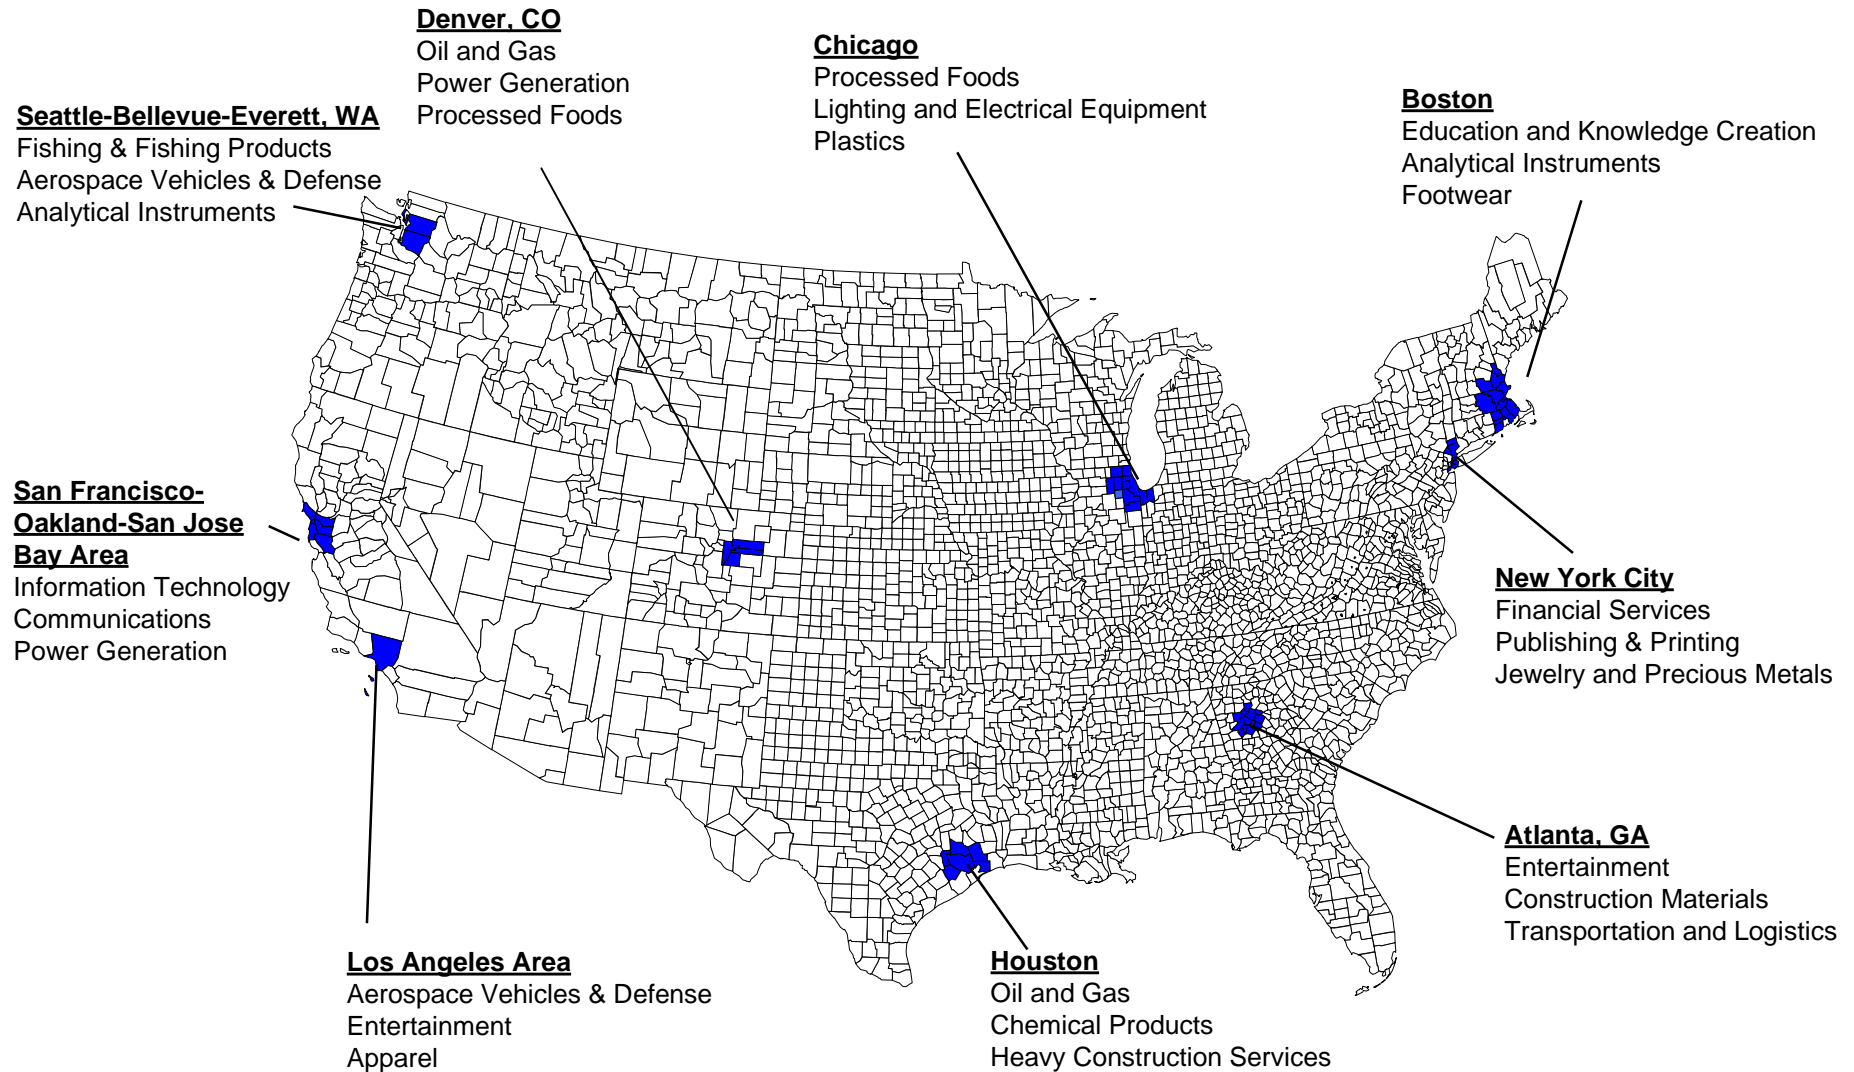 Denver, CO
Oil and Gas
Power Generation
Processed Foods
Chicago
Processed Foods
Lighting and Electrical Equipment
Plastics
Boston
Education and Knowledge Creation
Analytical Instruments
Footwear
Seattle-Bellevue-Everett, WA
Fishing & Fishing Products
Aerospace Vehicles & Defense
Analytical Instruments
San Francisco-
Oakland-San Jose
Bay Area
Information Technology
Communications
Power Generation
New York City
Financial Services
Publishing & Printing
Jewelry and Precious Metals
Atlanta, GA
Entertainment
Construction Materials
Transportation and Logistics
Los Angeles Area
Aerospace Vehicles & Defense
Entertainment
Apparel
Houston
Oil and Gas
Chemical Products
Heavy Construction Services